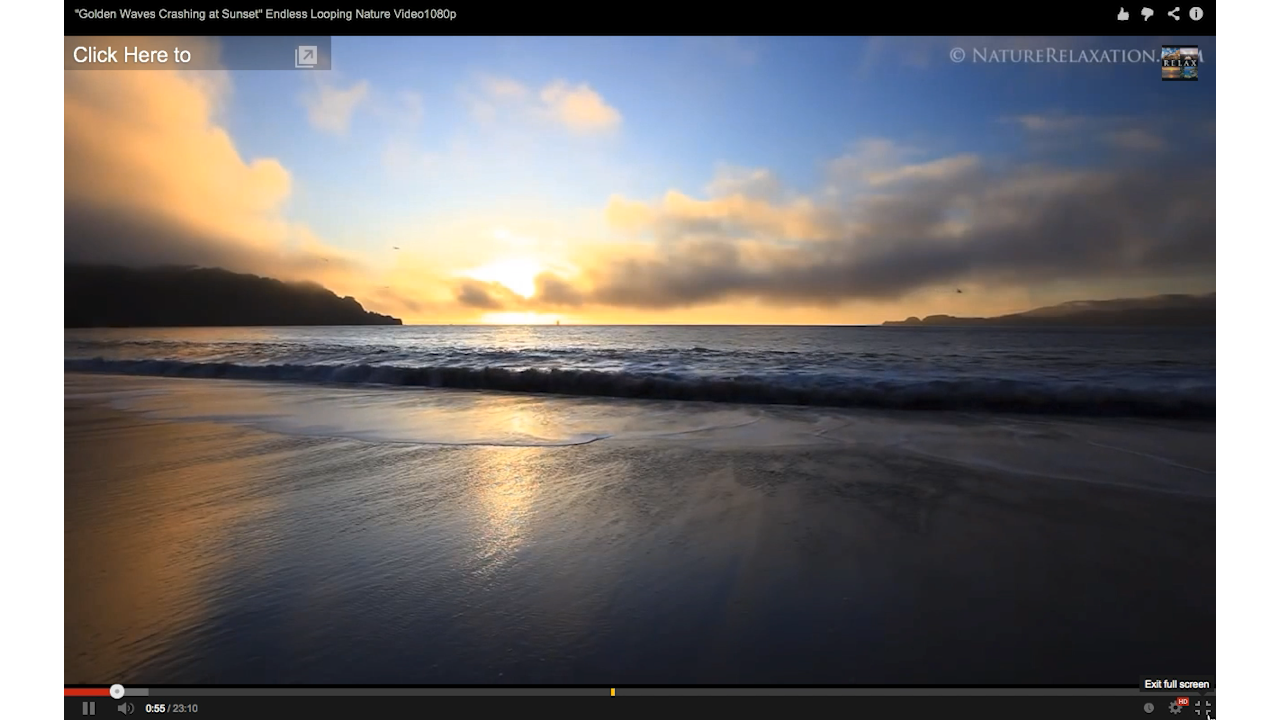 "Golden Waves Crashing at Sunset" Endless Looping Nature Video1080p
Click Here to
© NATURERELAXATION.
RELAX
Exit full screen
0:55 / 23:10
HD